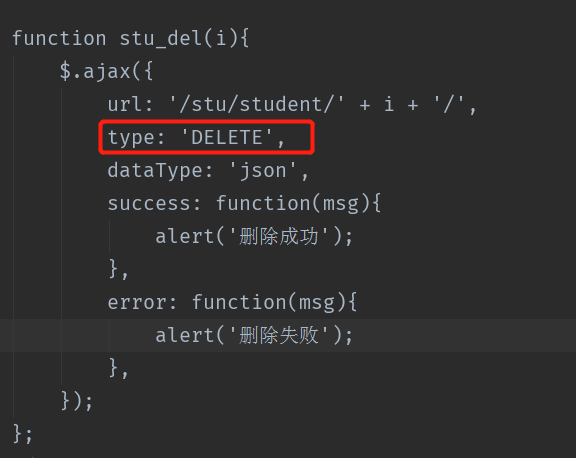 function stu_del(i){
$.ajax({
url: '/stu/student/' + i + '/',
type: 'DELETE',
dataType: 'json',
success: function(msg){
alert('删除成功');
},
error: function(msg){
alert('删除失败');
},
});
};